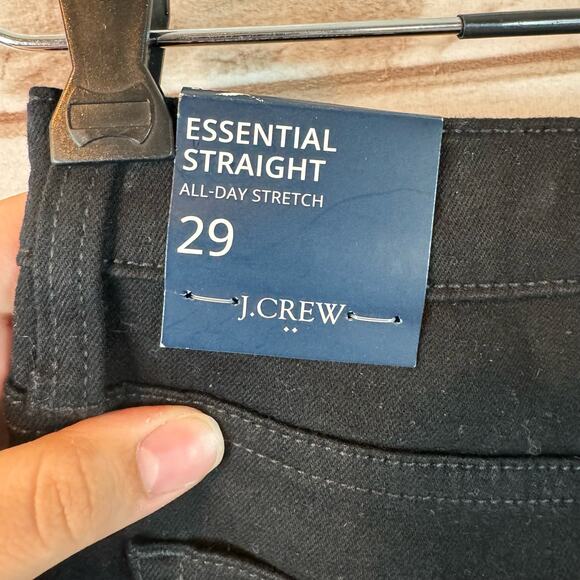 ESSENTIAL
STRAIGHT
ALL-DAY STRETCH
29
J.CREW